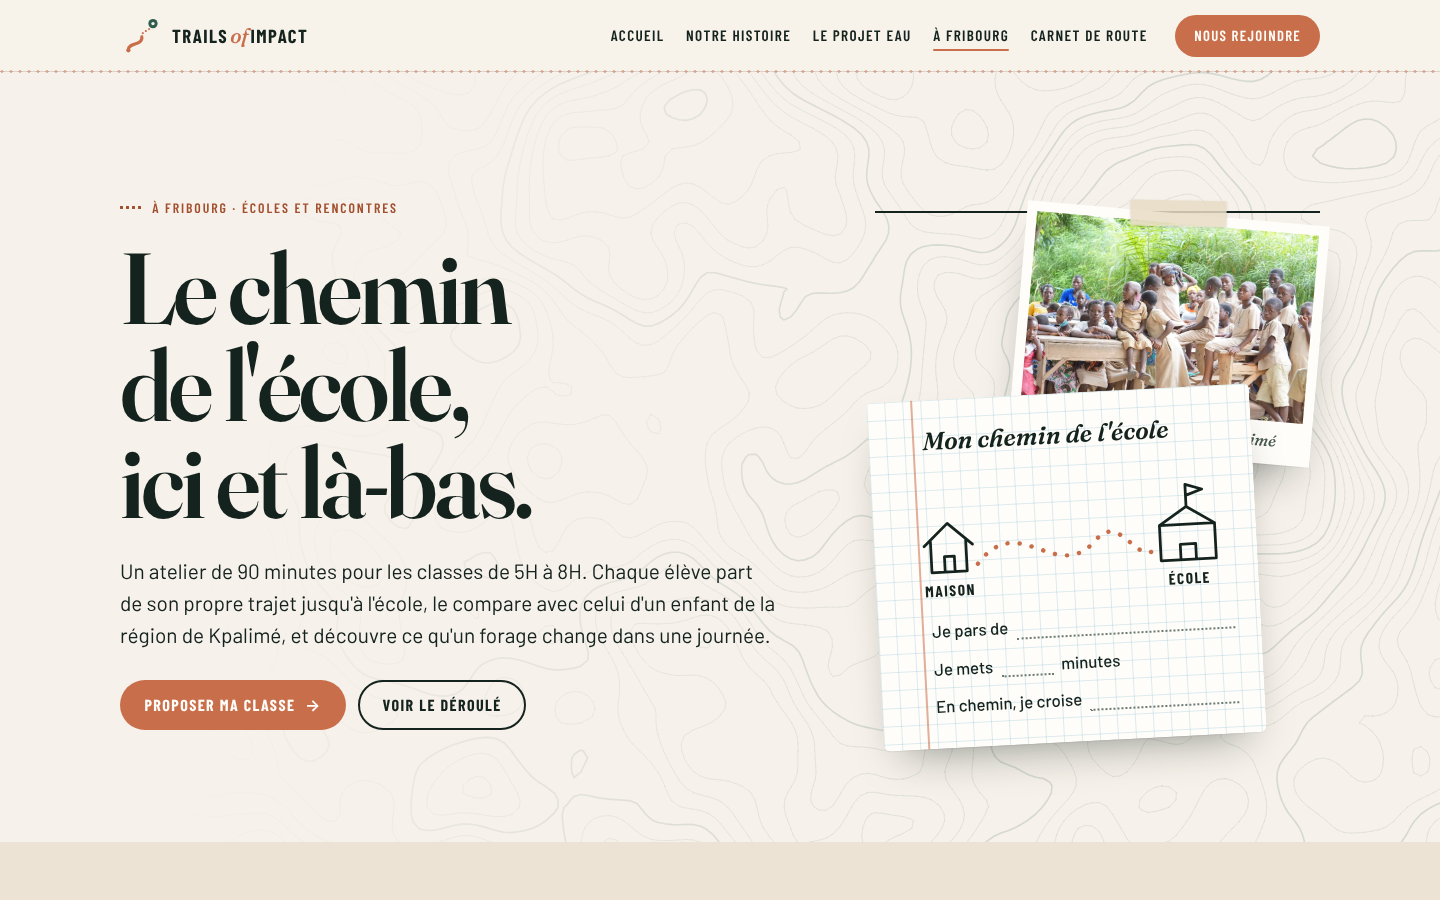 TRAILS of IMPACT
ACCUEIL
NOTRE HISTOIRE
LE PROJET EAU
À FRIBOURG
CARNET DE ROUTE
NOUS REJOINDRE
À FRIBOURG · ÉCOLES ET RENCONTRES
Le chemin
de l'école,
ici et là-bas.
Un atelier de 90 minutes pour les classes de 5H à 8H. Chaque élève part
de son propre trajet jusqu'à l'école, le compare avec celui d'un enfant de la
région de Kpalimé, et découvre ce qu'un forage change dans une journée.
PROPOSER MA CLASSE →
VOIR LE DÉROULÉ
imé
Mon chemin de l'école
MAISON
ÉCOLE
Je pars de
Je mets minutes
En chemin, je croise